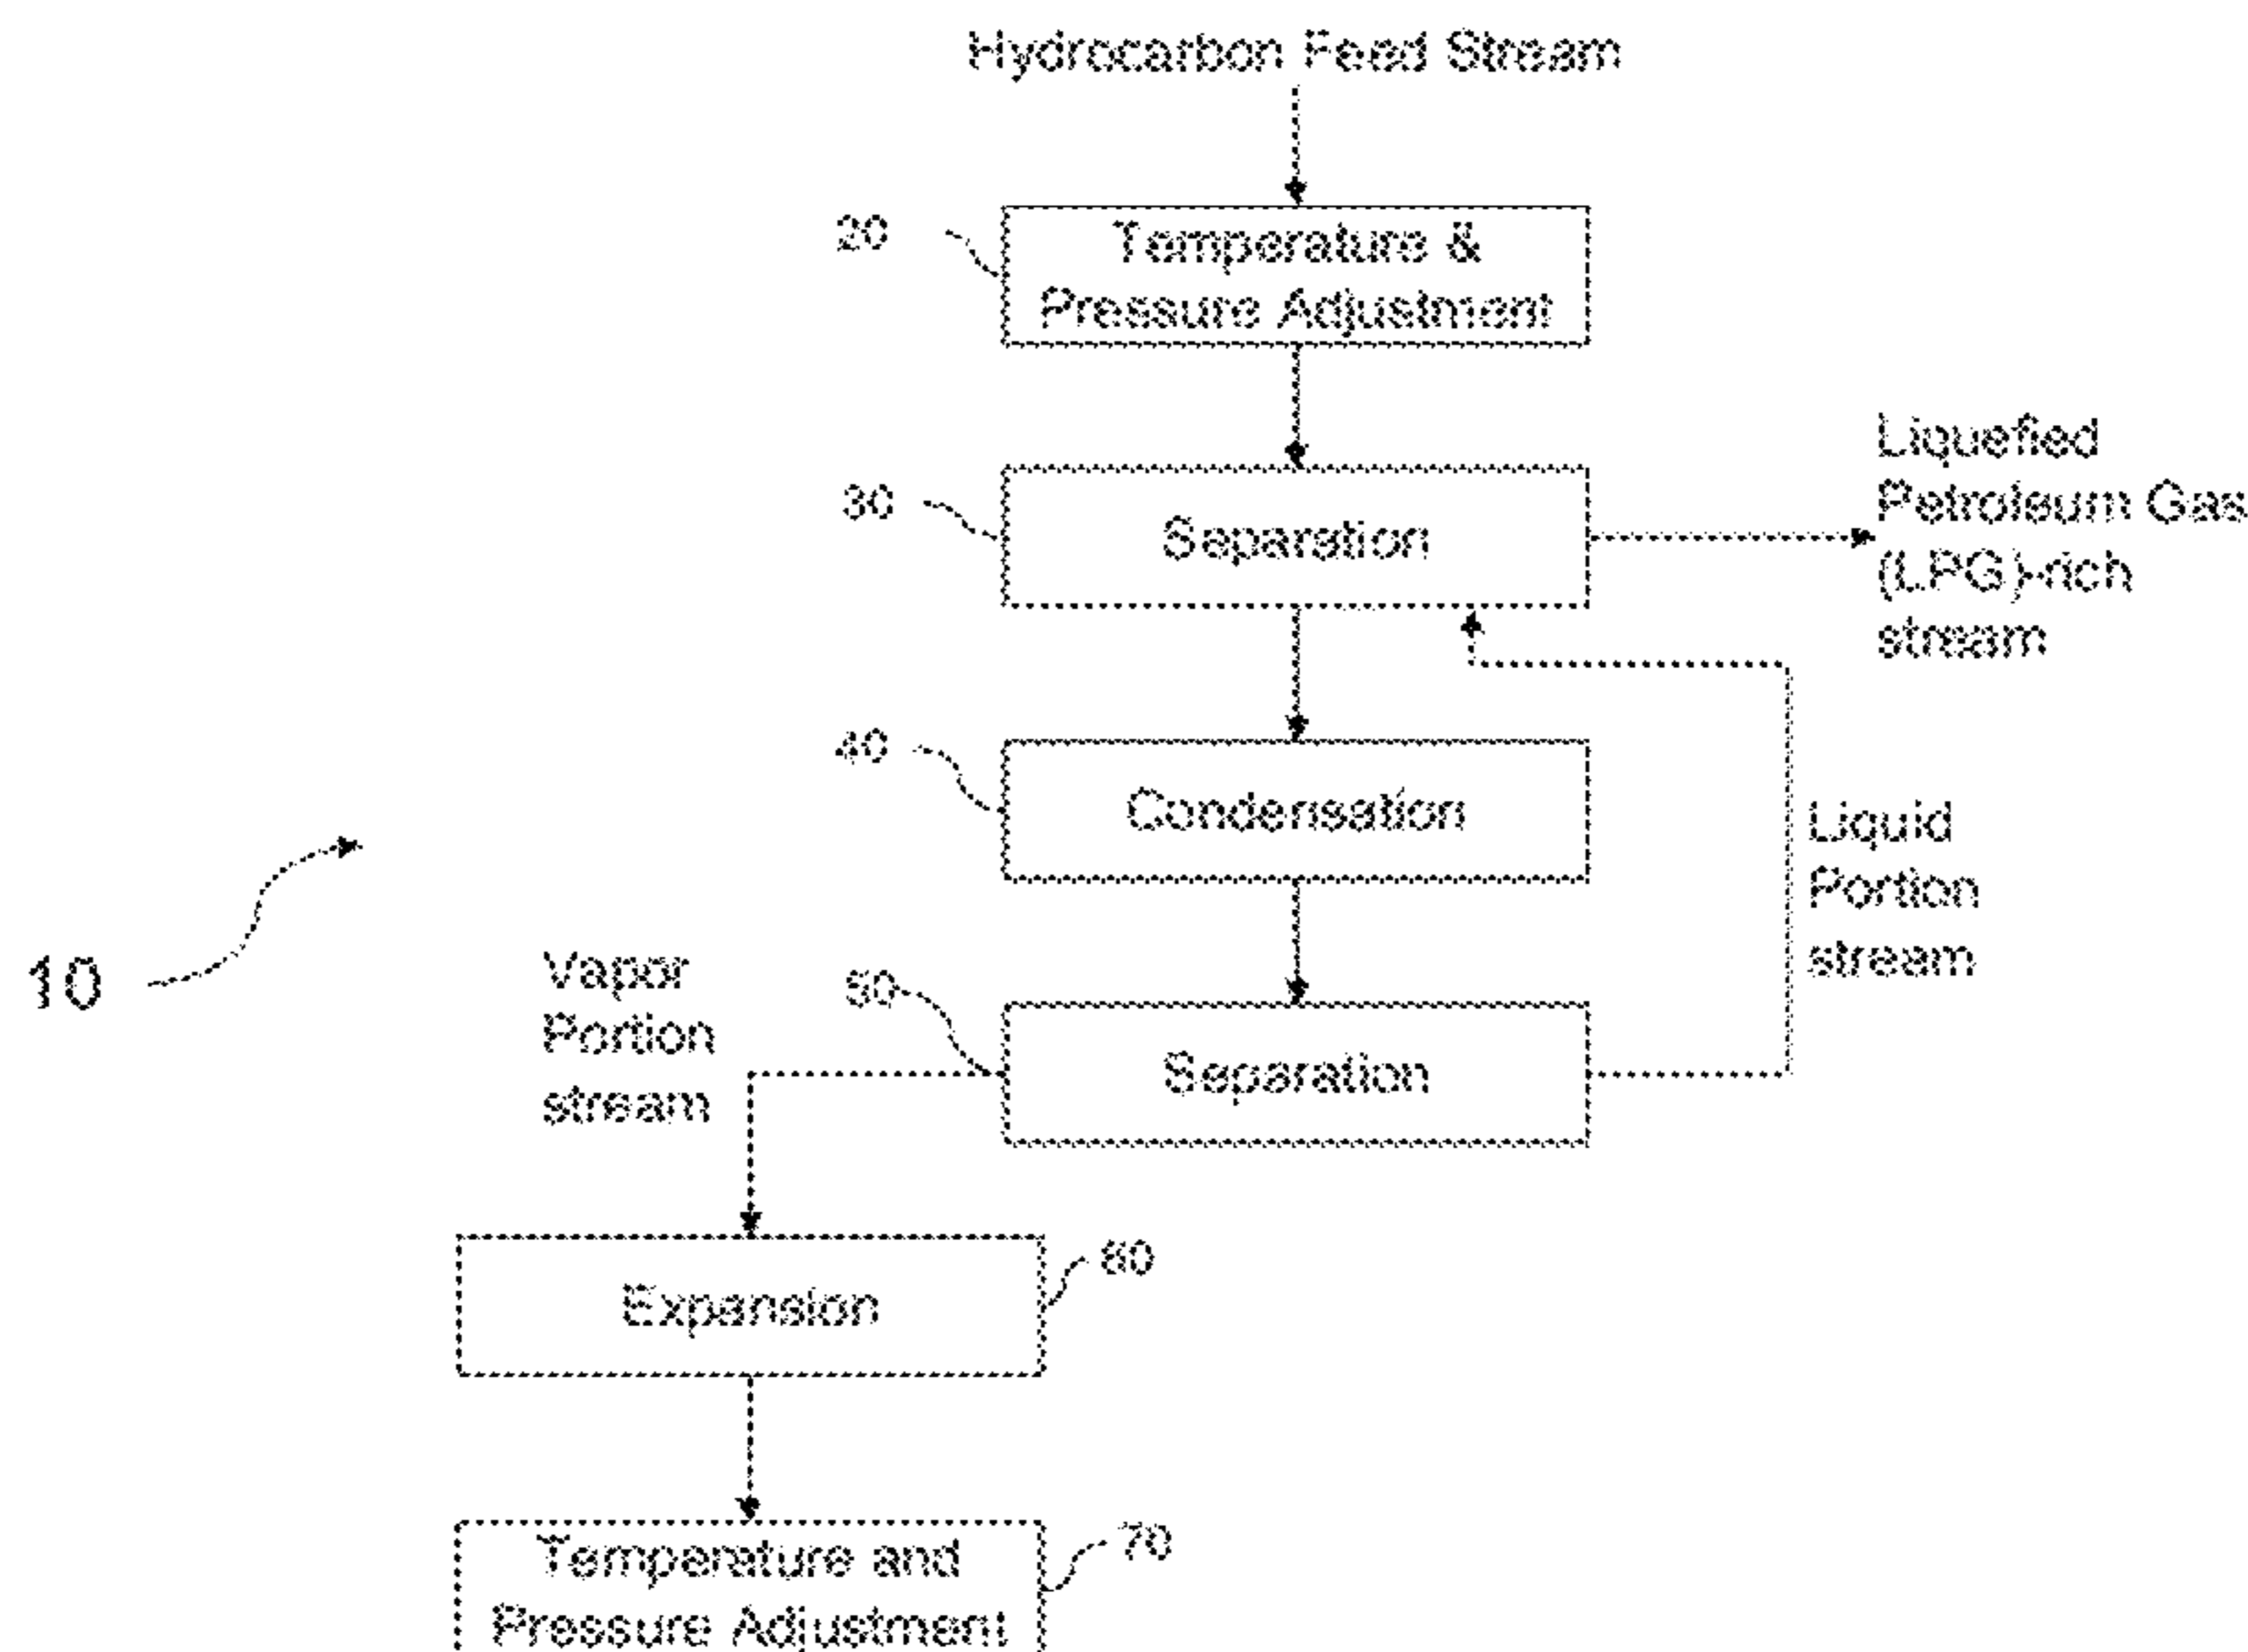 Hydrocarbon Feed Stream
20
Temperature &
Pressure Adjustment
30
Separation
Liquefied
Petroleum Gas
(LPG)-rich
stream
40
Condensation
Liquid
Portion
stream
10
Vapor
Portion
stream
50
Separation
Expansion
60
Temperature and
Pressure Adjustment
70